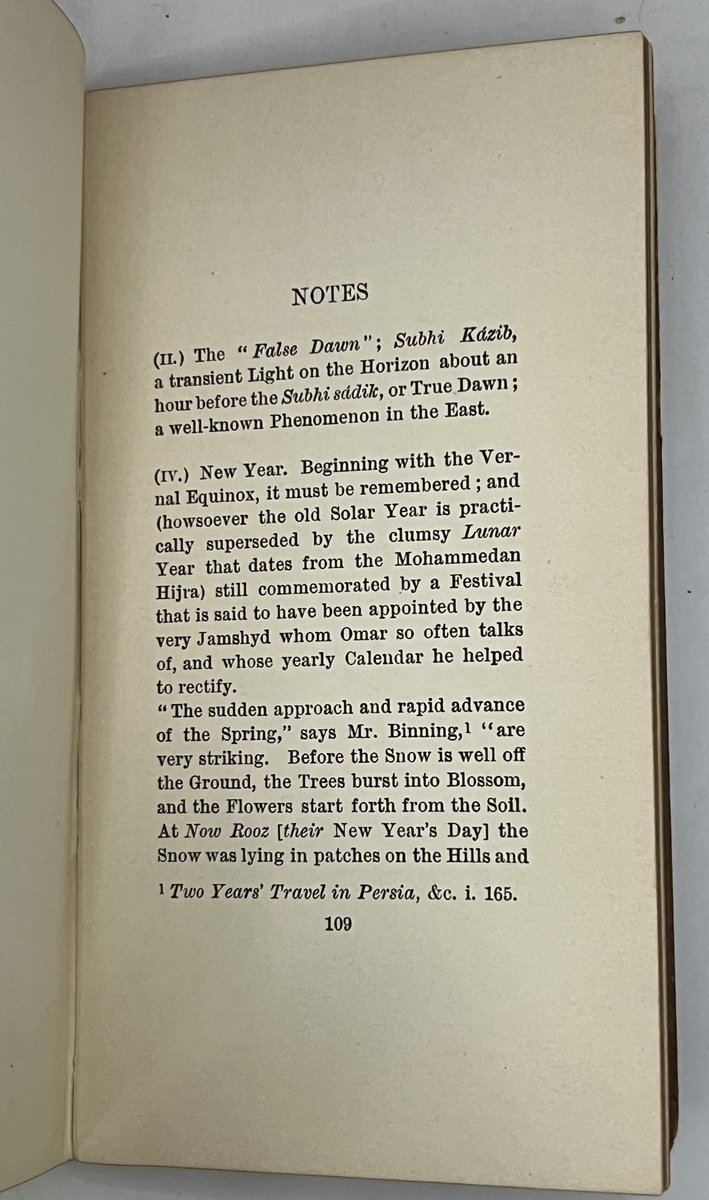 NOTES
(II.) The “ False Dawn ” ; Subhi Kázib,
a transient Light on the Horizon about an
hour before the Subhi sádik, or True Dawn ;
a well-known Phenomenon in the East.
(IV.) New Year. Beginning with the Ver-
nal Equinox, it must be remembered ; and
(howsoever the old Solar Year is practi-
cally superseded by the clumsy Lunar
Year that dates from the Mohammedan
Hijra) still commemorated by a Festival
that is said to have been appointed by the
very Jamshyd whom Omar so often talks
of, and whose yearly Calendar he helped
to rectify.
“ The sudden approach and rapid advance
of the Spring,” says Mr. Binning,¹ “are
very striking. Before the Snow is well off
the Ground, the Trees burst into Blossom,
and the Flowers start forth from the Soil.
At Now Rooz [their New Year’s Day] the
Snow was lying in patches on the Hills and
¹ Two Years’ Travel in Persia, &c. i. 165.
109